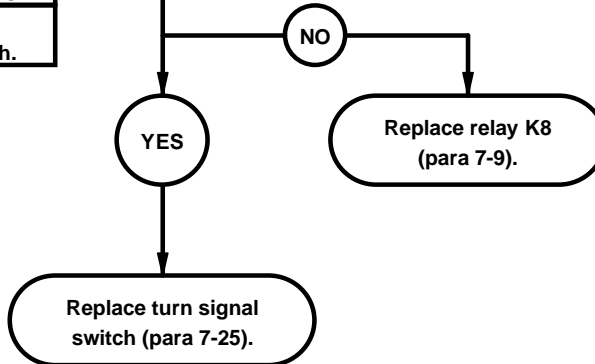 h.
NO
YES
Replace relay K8
(para 7-9).
Replace turn signal
switch (para 7-25).